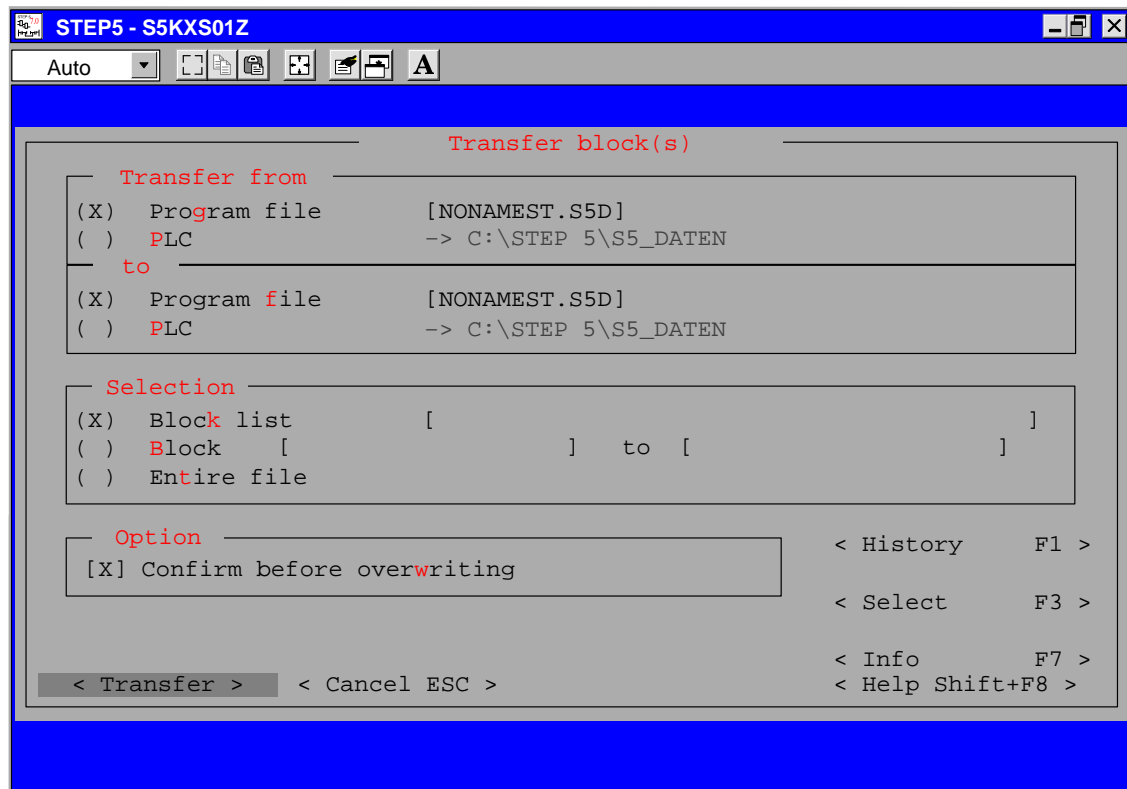 STEP5 - S5KXS01Z
Auto A
Transfer block(s)
Transfer from
(X) Program file [NONAMEST.S5D]
( ) PLC –> C:\STEP 5\S5_DATEN
to
(X) Program file [NONAMEST.S5D]
( ) PLC –> C:\STEP 5\S5_DATEN
Selection
(X) Block list [ ]
( ) Block [ ] to [ ]
( ) Entire file
Option
[X] Confirm before overwriting
< History F1 >
< Select F3 >
< Info F7 >
< Transfer > < Cancel ESC > < Help Shift+F8 >